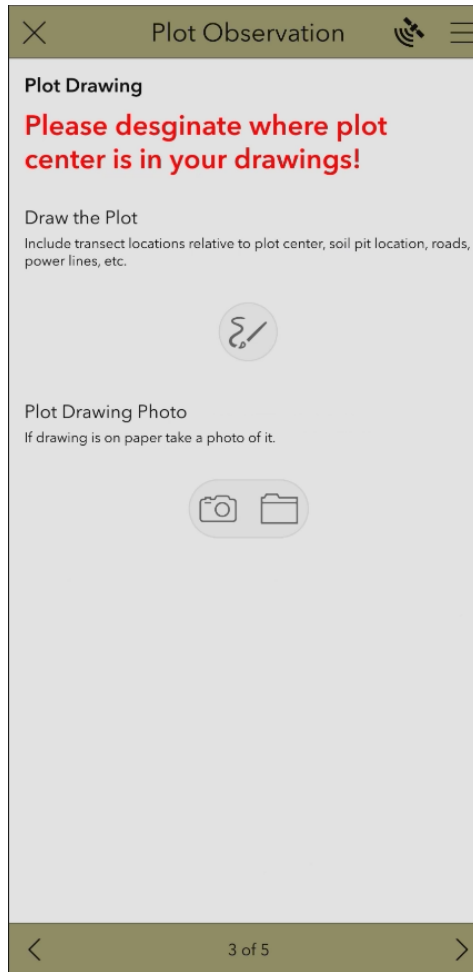 Plot Observation
Plot Drawing
Please desginate where plot
center is in your drawings!
Draw the Plot
Include transect locations relative to plot center, soil pit location, roads,
power lines, etc.
Plot Drawing Photo
If drawing is on paper take a photo of it.
3 of 5